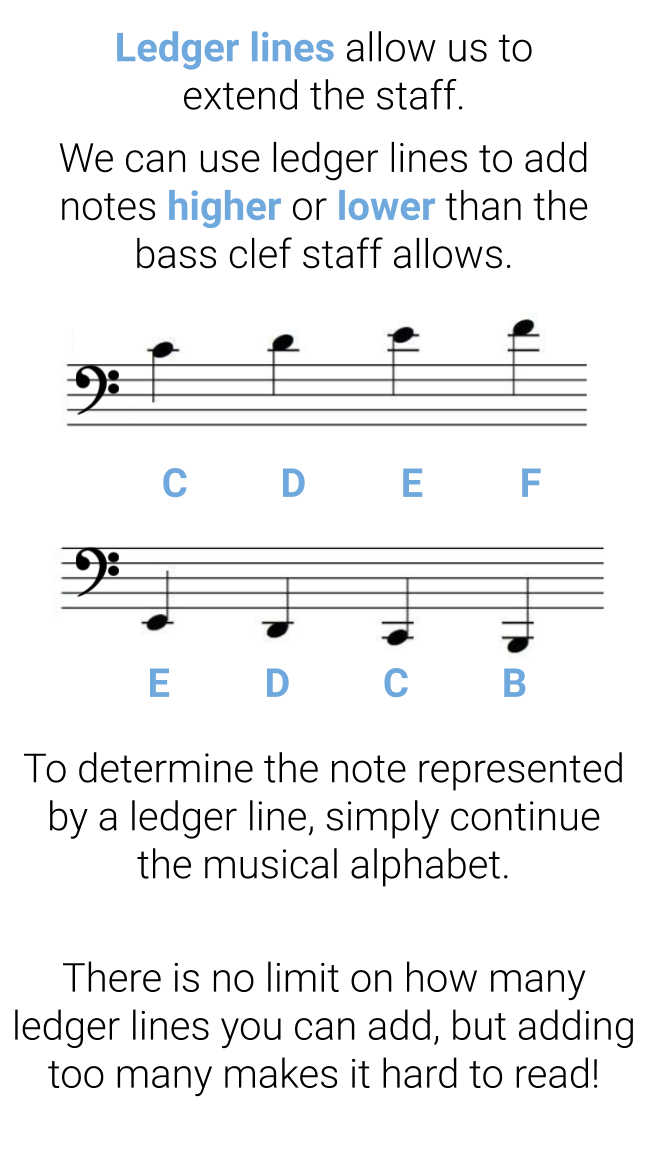 Ledger lines allow us to
extend the staff.
We can use ledger lines to add
notes higher or lower than the
bass clef staff allows.
C D E F
E D C B
To determine the note represented
by a ledger line, simply continue
the musical alphabet.
There is no limit on how many
ledger lines you can add, but adding
too many makes it hard to read!